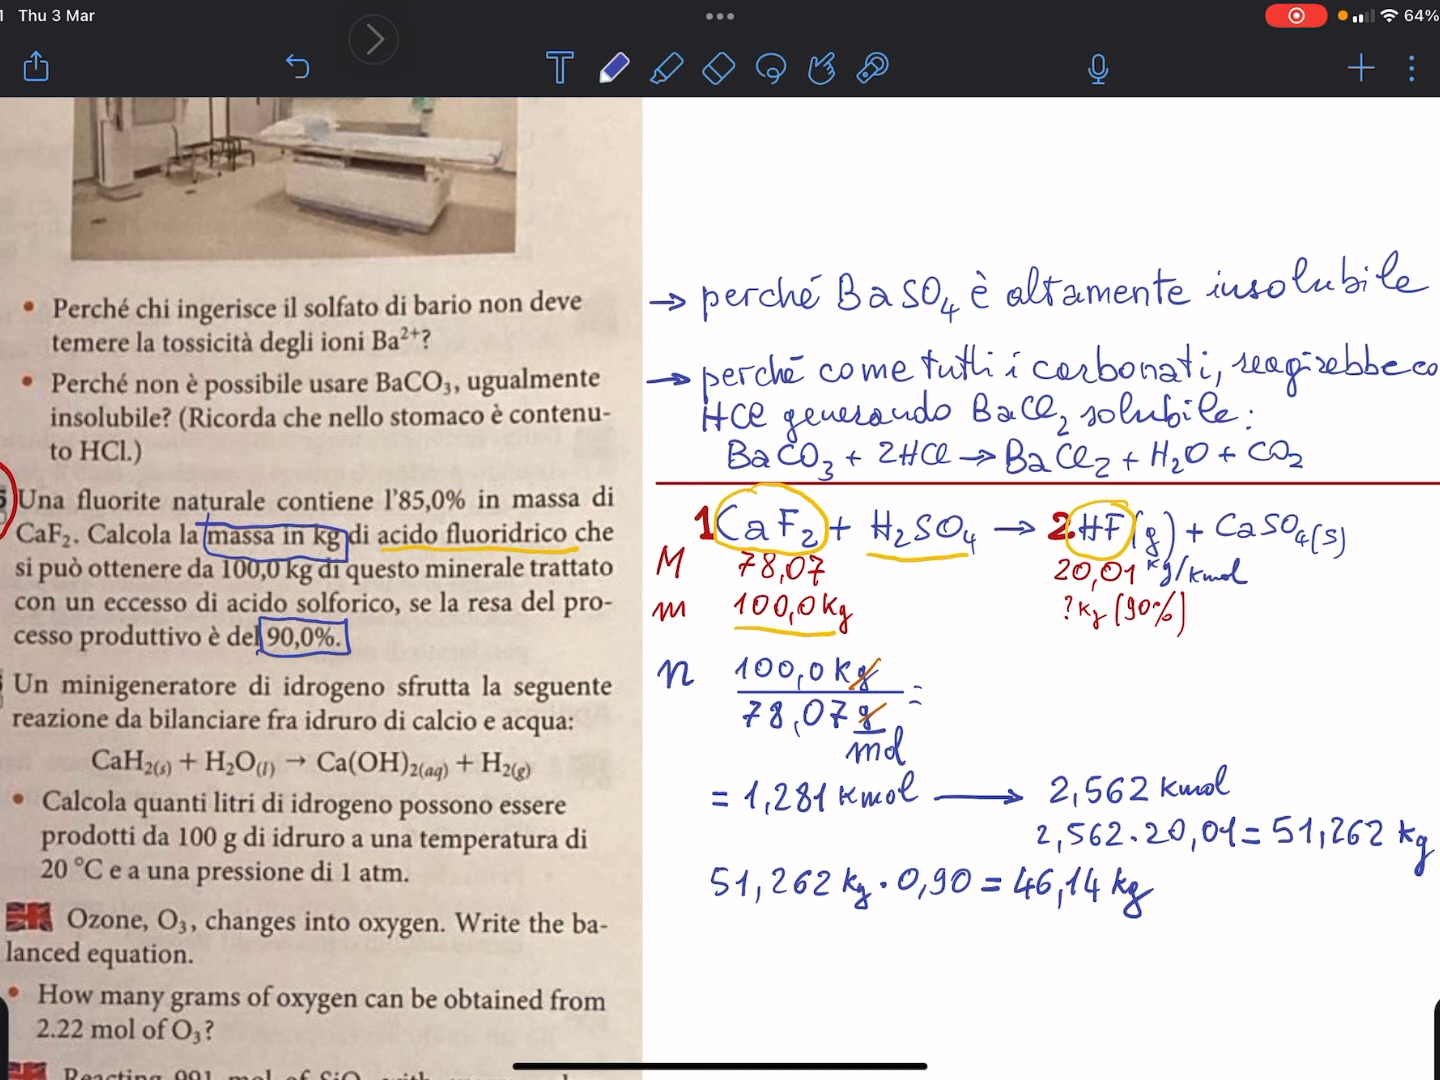 Thu 3 Mar
64%
T
Perché chi ingerisce il solfato di bario non deve
temere la tossicità degli ioni Ba²⁺?
Perché non è possibile usare BaCO₃, ugualmente
insolubile? (Ricorda che nello stomaco è contenu-
to HCl.)
Una fluorite naturale contiene l'85,0% in massa di
CaF₂. Calcola la massa in kg di acido fluoridrico che
si può ottenere da 100,0 kg di questo minerale trattato
con un eccesso di acido solforico, se la resa del pro-
cesso produttivo è del 90,0%.
Un minigeneratore di idrogeno sfrutta la seguente
reazione da bilanciare fra idruro di calcio e acqua:
CaH₂(s) + H₂O(l) → Ca(OH)₂(aq) + H₂(g)
Calcola quanti litri di idrogeno possono essere
prodotti da 100 g di idruro a una temperatura di
20 °C e a una pressione di 1 atm.
Ozone, O₃, changes into oxygen. Write the ba-
lanced equation.
How many grams of oxygen can be obtained from
2.22 mol of O₃?
→ perché BaSO₄ è altamente insolubile
→ perché come tutti i carbonati, reagirebbe co
HCl generando BaCl₂ solubile:
BaCO₃ + 2HCl → BaCl₂ + H₂O + CO₂
1 CaF₂ + H₂SO₄ → 2 HF(g) + CaSO₄(s)
M 78,07 20,01 kg/kmol
m 100,0 kg ? kg (90%)
n 100,0 kg
78,07 g =
mol
= 1,281 kmol → 2,562 kmol
2,562 · 20,01 = 51,262 kg
51,262 kg · 0,90 = 46,14 kg